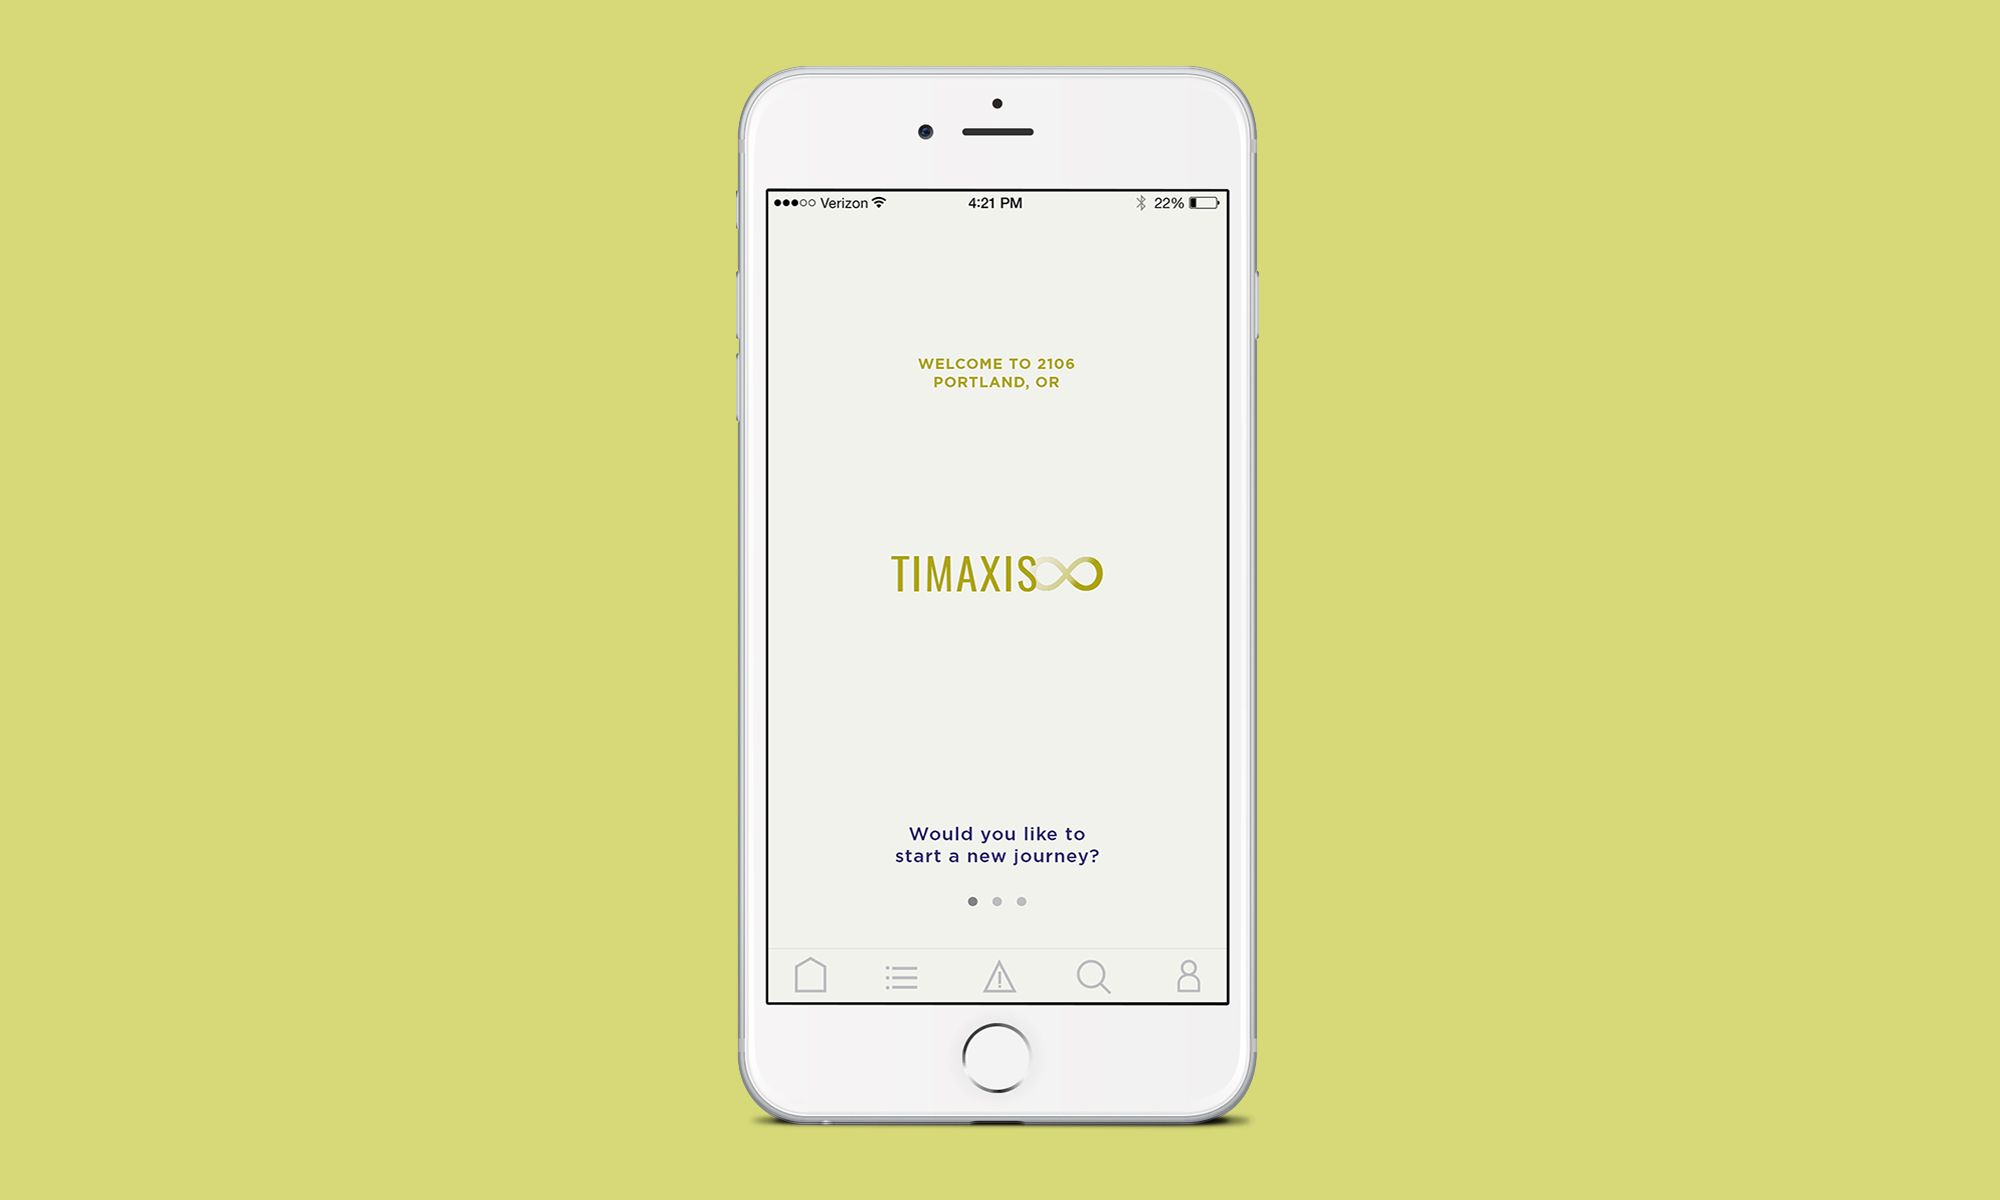 Verizon 4:21 PM 22%
WELCOME TO 2106
PORTLAND, OR
TIMAXIS
Would you like to
start a new journey?